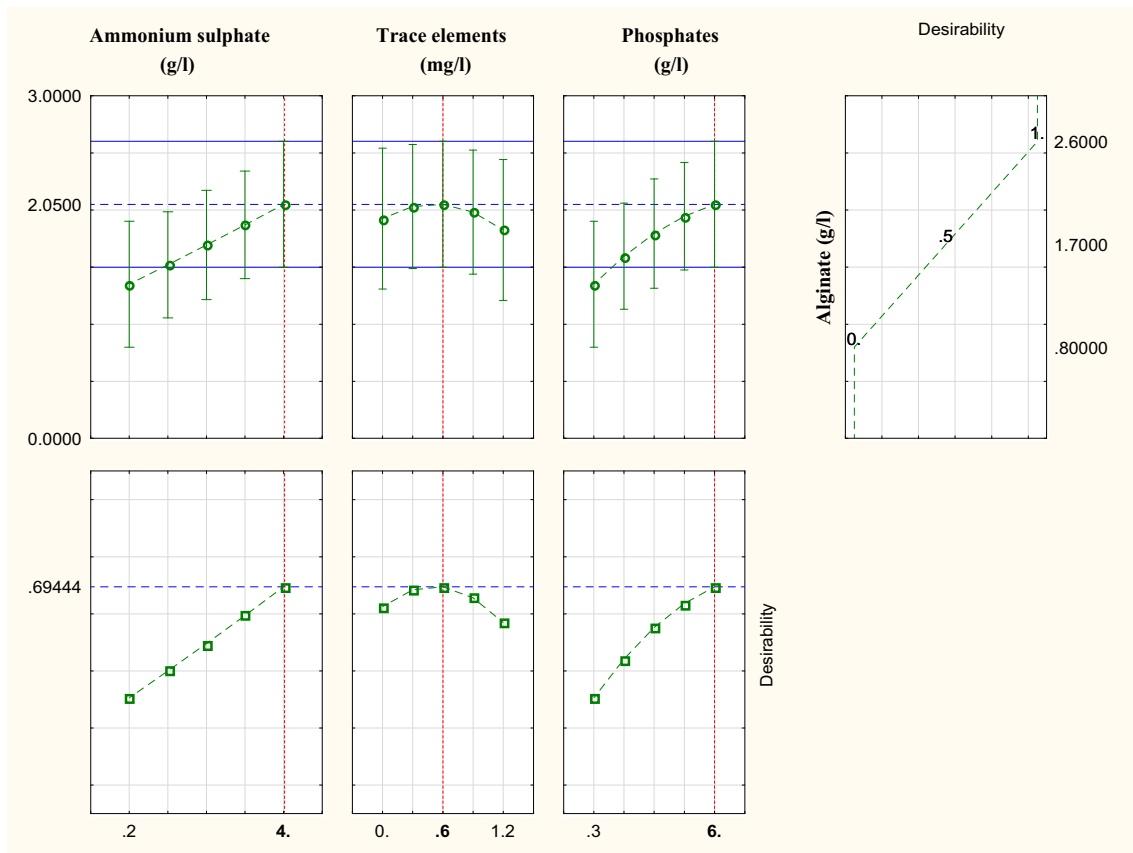 Ammonium sulphate
(g/l)
Trace elements
(mg/l)
Phosphates
(g/l)
Desirability
3.0000
2.0500
0.0000
1.
.5
0.
Alginate (g/l)
2.6000
1.7000
.80000
.69444
Desirability
.2
4.
0.
.6
1.2
.3
6.